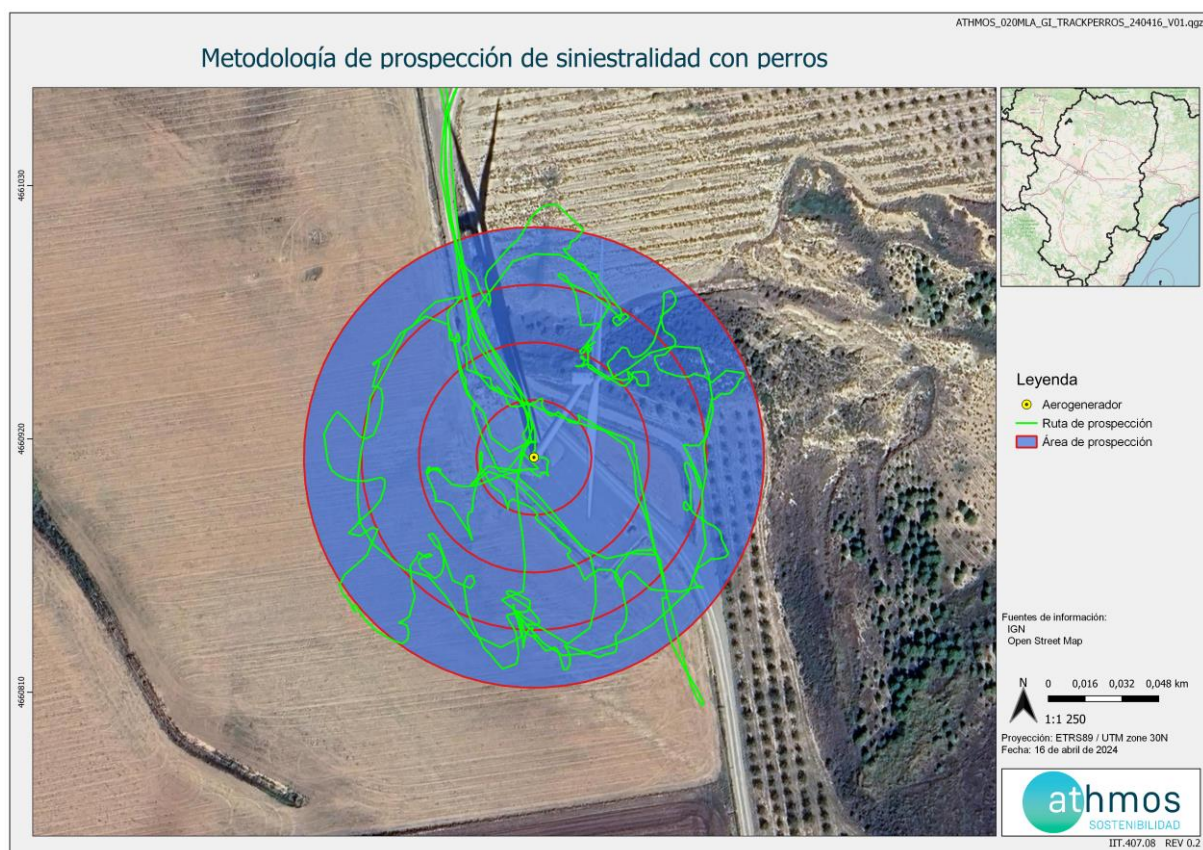 ATHMOS_020MLA_GI_TRACKPERROS_240416_V01.qgz
Metodología de prospección de siniestralidad con perros
4661030
4660920
4660810
Leyenda
Aerogenerador
Ruta de prospección
Área de prospección
Fuentes de información:
IGN
Open Street Map
N
0 0,016 0,032 0,048 km
1:1 250
Proyección: ETRS89 / UTM zone 30N
Fecha: 16 de abril de 2024
athmos
SOSTENIBILIDAD
IIT.407.08 REV 0.2